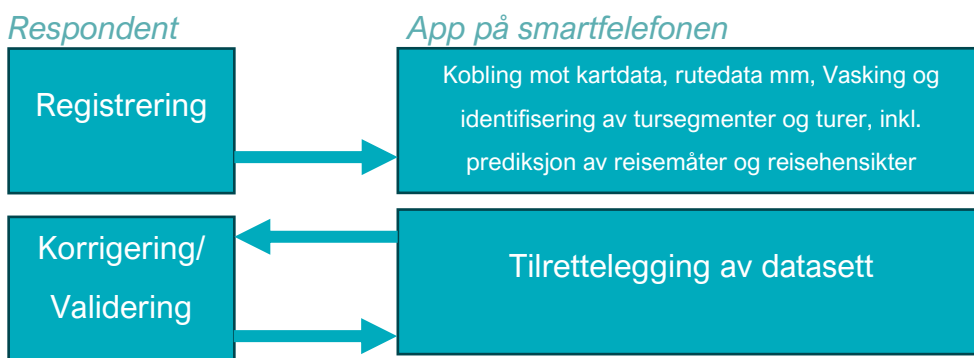 Respondent
App på smartfelefonen
Registrering
Kobling mot kartdata, rutedata mm, Vasking og
identifisering av tursegmenter og turer, inkl.
prediksjon av reisemåter og reisehensikter
Korrigering/
Validering
Tilrettelegging av datasett